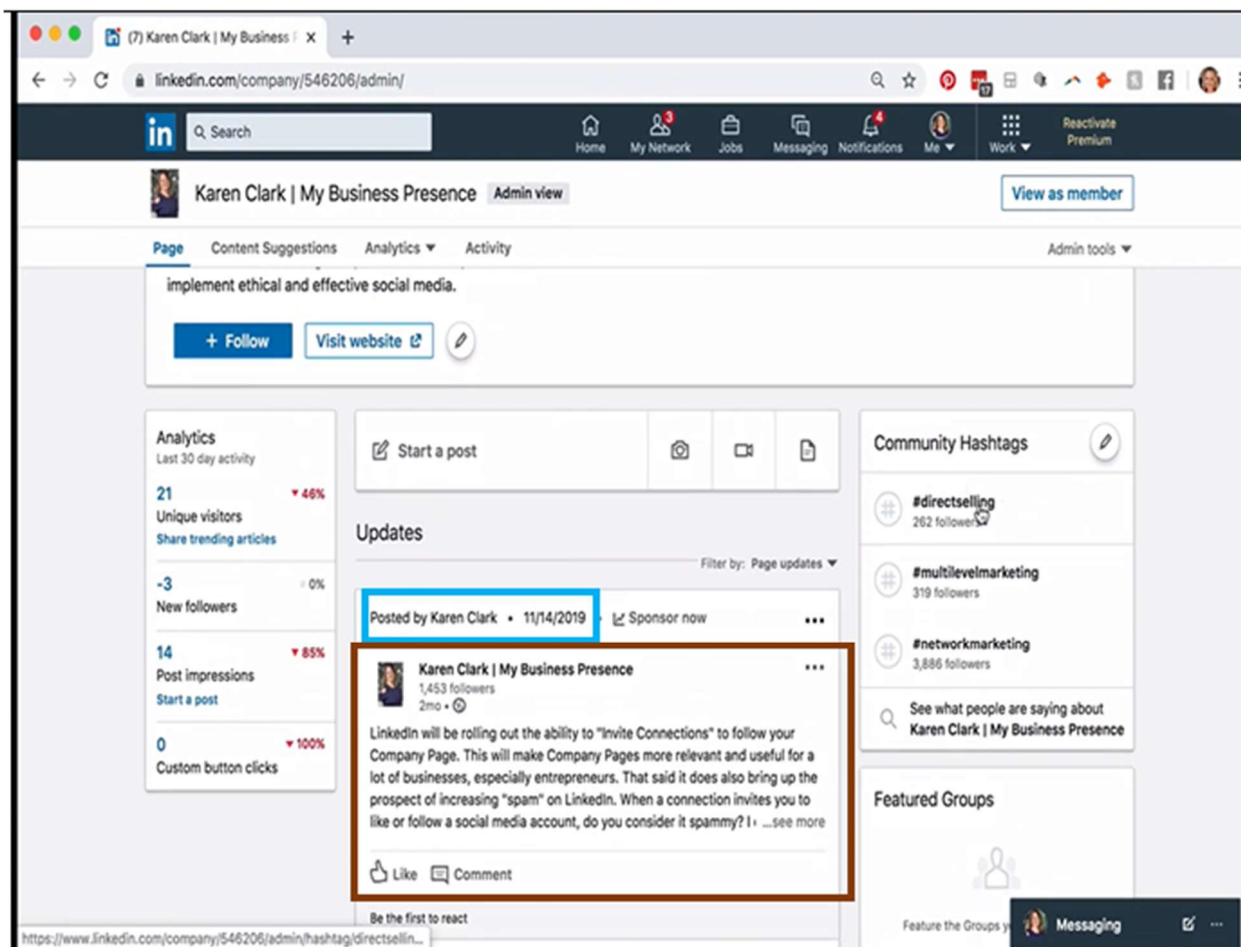 (7) Karen Clark | My Business
linkedin.com/company/546206/admin/
17
in
Search
Home
3
My Network
Jobs
Messaging
4
Notifications
Me
Work
Reactivate
Premium
Karen Clark | My Business Presence Admin view
View as member
Page Content Suggestions Analytics Activity
Admin tools
implement ethical and effective social media.
+ Follow
Visit website
Analytics
Last 30 day activity
21 ▼ 46%
Unique visitors
Share trending articles
-3 0%
New followers
14 ▼ 85%
Post impressions
Start a post
0 ▼ 100%
Custom button clicks
Start a post
Updates
Filter by: Page updates ▼
Posted by Karen Clark • 11/14/2019 Sponsor now ...
Karen Clark | My Business Presence ...
1,453 followers
2mo •
LinkedIn will be rolling out the ability to "Invite Connections" to follow your
Company Page. This will make Company Pages more relevant and useful for a
lot of businesses, especially entrepreneurs. That said it does also bring up the
prospect of increasing "spam" on LinkedIn. When a connection invites you to
like or follow a social media account, do you consider it spammy? I ...see more
Like Comment
Be the first to react
Community Hashtags
#directselling
262 followers
#multilevelmarketing
319 followers
#networkmarketing
3,886 followers
See what people are saying about
Karen Clark | My Business Presence
Featured Groups
Feature the Groups
Messaging
https://www.linkedin.com/company/546206/admin/hashtag/directsellin...